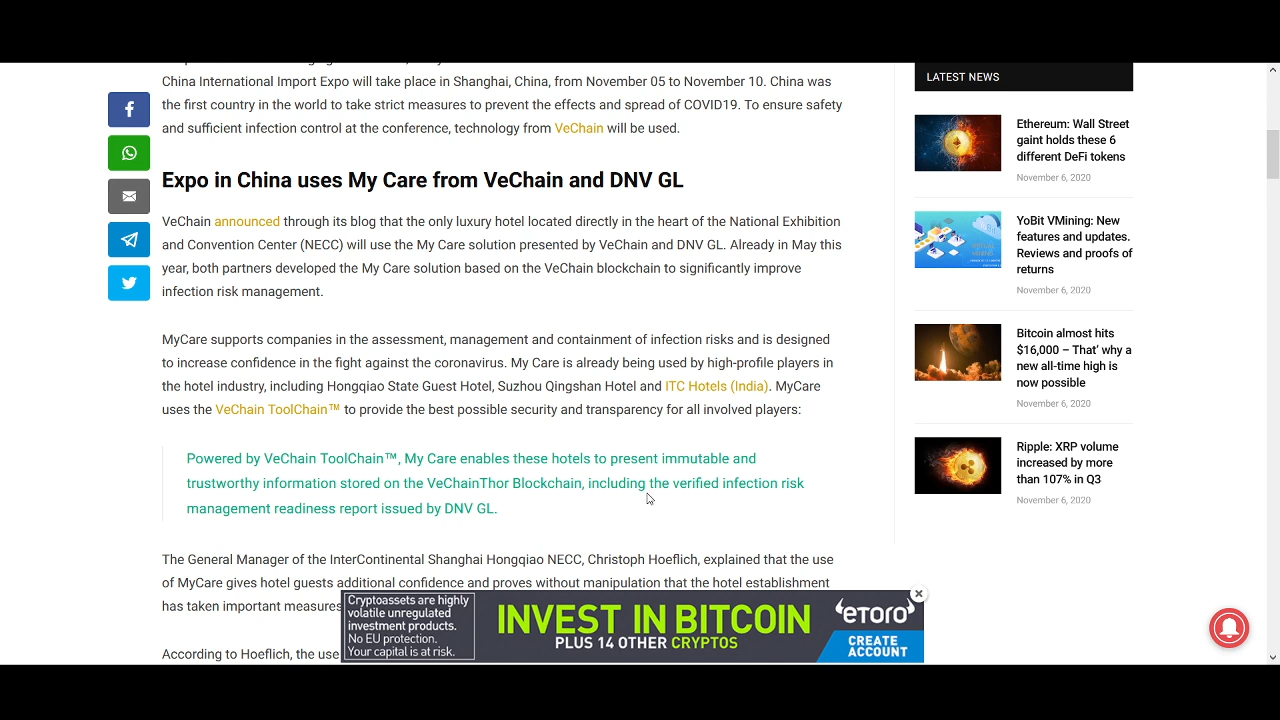 China International Import Expo will take place in Shanghai, China, from November 05 to November 10. China was
the first country in the world to take strict measures to prevent the effects and spread of COVID19. To ensure safety
and sufficient infection control at the conference, technology from VeChain will be used.
Expo in China uses My Care from VeChain and DNV GL
VeChain announced through its blog that the only luxury hotel located directly in the heart of the National Exhibition
and Convention Center (NECC) will use the My Care solution presented by VeChain and DNV GL. Already in May this
year, both partners developed the My Care solution based on the VeChain blockchain to significantly improve
infection risk management.
MyCare supports companies in the assessment, management and containment of infection risks and is designed
to increase confidence in the fight against the coronavirus. My Care is already being used by high-profile players in
the hotel industry, including Hongqiao State Guest Hotel, Suzhou Qingshan Hotel and ITC Hotels (India). MyCare
uses the VeChain ToolChain™ to provide the best possible security and transparency for all involved players:
Powered by VeChain ToolChain™, My Care enables these hotels to present immutable and
trustworthy information stored on the VeChainThor Blockchain, including the verified infection risk
management readiness report issued by DNV GL.
The General Manager of the InterContinental Shanghai Hongqiao NECC, Christoph Hoeflich, explained that the use
of MyCare gives hotel guests additional confidence and proves without manipulation that the hotel establishment
has taken important measures
According to Hoeflich, the use
LATEST NEWS
Ethereum: Wall Street
gaint holds these 6
different DeFi tokens
November 6, 2020
YoBit VMining: New
features and updates.
Reviews and proofs of
returns
November 6, 2020
Bitcoin almost hits
$16,000 – That' why a
new all-time high is
now possible
November 6, 2020
Ripple: XRP volume
increased by more
than 107% in Q3
November 6, 2020
Cryptoassets are highly
volatile unregulated
investment products.
No EU protection.
Your capital is at risk.
INVEST IN BITCOIN
PLUS 14 OTHER CRYPTOS
eToro
CREATE
ACCOUNT